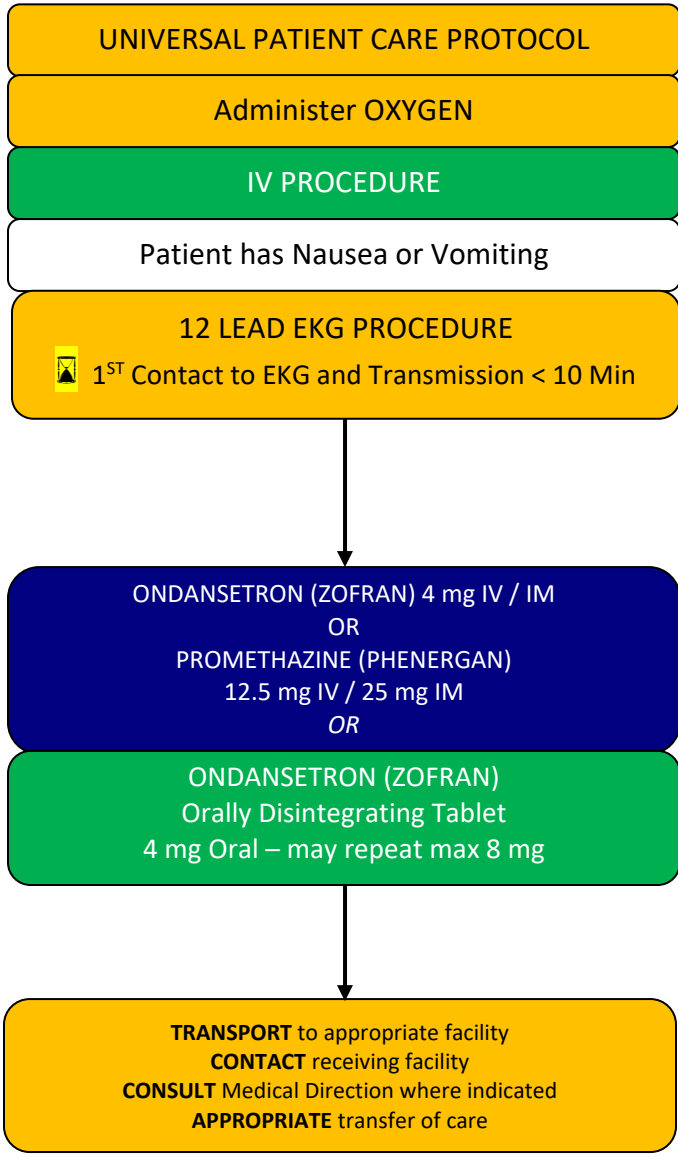 UNIVERSAL PATIENT CARE PROTOCOL
Administer OXYGEN
IV PROCEDURE
Patient has Nausea or Vomiting
12 LEAD EKG PROCEDURE
1ST Contact to EKG and Transmission < 10 Min
ONDANSETRON (ZOFRAN) 4 mg IV / IM
OR
PROMETHAZINE (PHENERGAN)
12.5 mg IV / 25 mg IM
OR
ONDANSETRON (ZOFRAN)
Orally Disintegrating Tablet
4 mg Oral – may repeat max 8 mg
TRANSPORT to appropriate facility
CONTACT receiving facility
CONSULT Medical Direction where indicated
APPROPRIATE transfer of care